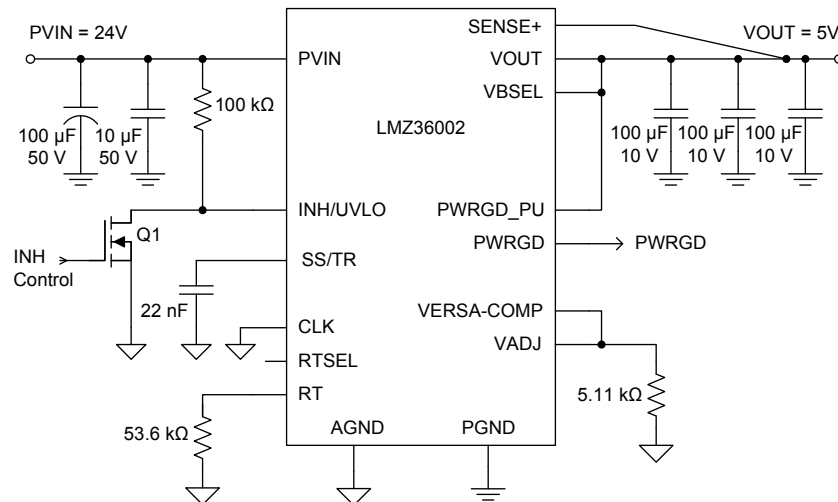 PVIN = 24V
PVIN
SENSE+
VOUT
VOUT = 5V
VBSEL
LMZ36002
100 µF
50 V
10 µF
50 V
100 kΩ
100 µF
10 V
100 µF
10 V
100 µF
10 V
INH/UVLO
PWRGD_PU
Q1
PWRGD
PWRGD
INH
Control
SS/TR
22 nF
VERSA-COMP
CLK
VADJ
RTSEL
RT
5.11 kΩ
53.6 kΩ
AGND
PGND